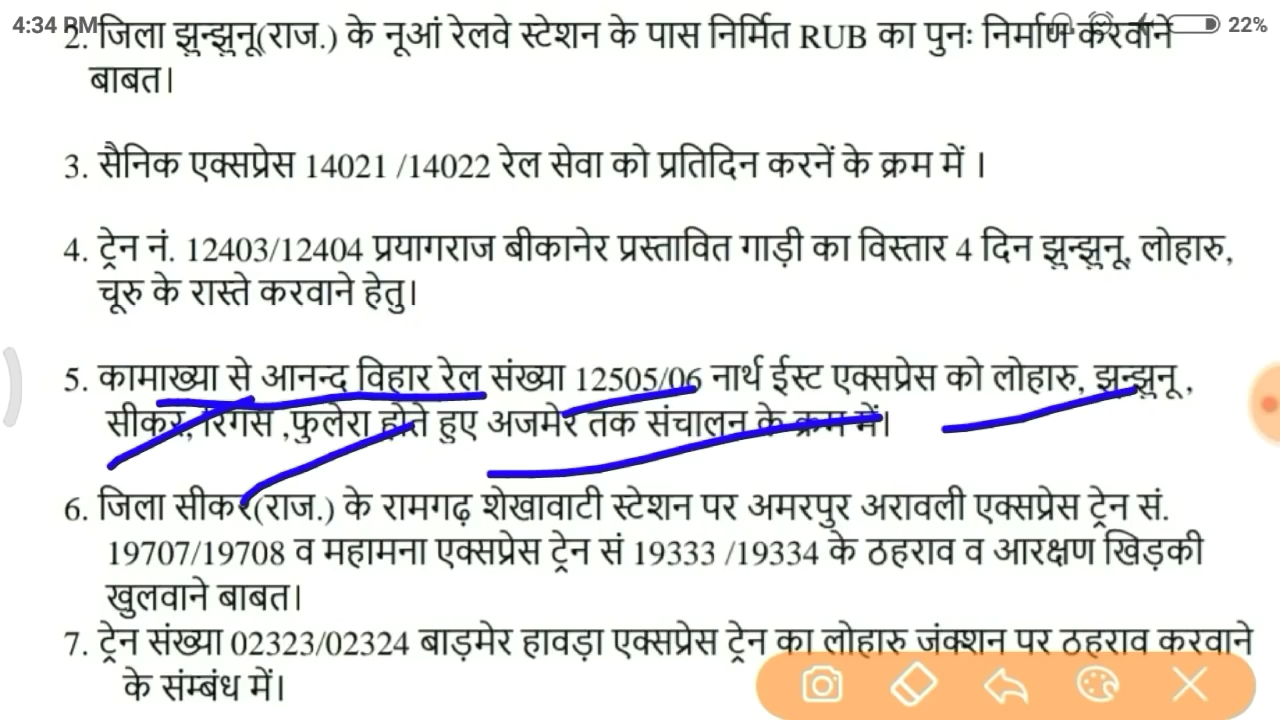 4:34 PM 22%
2. जिला झुन्झुनू(राज.) के नूआं रेलवे स्टेशन के पास निर्मित RUB का पुनः निर्माण करवाने
बाबत।
3. सैनिक एक्सप्रेस 14021 /14022 रेल सेवा को प्रतिदिन करनें के क्रम में ।
4. ट्रेन नं. 12403/12404 प्रयागराज बीकानेर प्रस्तावित गाड़ी का विस्तार 4 दिन झुन्झुनू, लोहारु,
चूरु के रास्ते करवाने हेतु।
5. कामाख्या से आनन्द विहार रेल संख्या 12505/06 नार्थ ईस्ट एक्सप्रेस को लोहारु, झुन्झुनू ,
सीकर, रिंगस ,फुलेरा होते हुए अजमेर तक संचालन के क्रम में।
6. जिला सीकर(राज.) के रामगढ़ शेखावाटी स्टेशन पर अमरपुर अरावली एक्सप्रेस ट्रेन सं.
19707/19708 व महामना एक्सप्रेस ट्रेन सं 19333 /19334 के ठहराव व आरक्षण खिड़की
खुलवाने बाबत।
7. ट्रेन संख्या 02323/02324 बाड़मेर हावड़ा एक्सप्रेस ट्रेन का लोहारु जंक्शन पर ठहराव करवाने
के संम्बंध में।